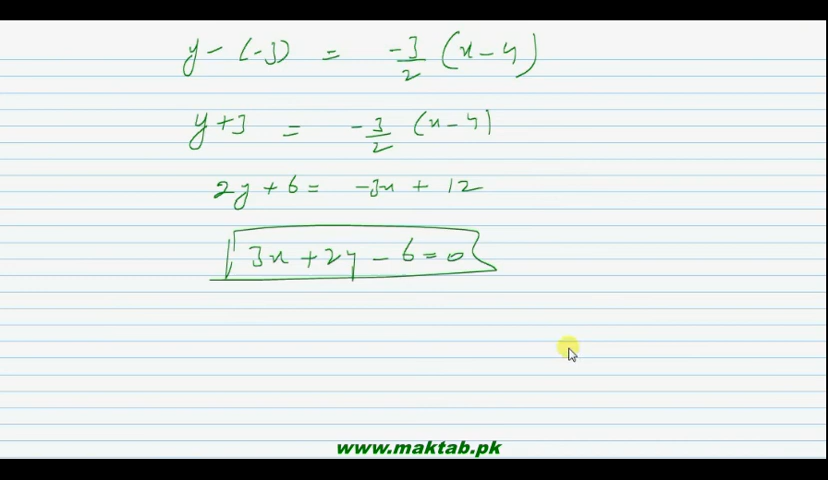 y - (-3) = -3/2 (x - 4)
y + 3 = -3/2 (x - 4)
2y + 6 = -3x + 12
3x + 2y - 6 = 0
www.maktab.pk